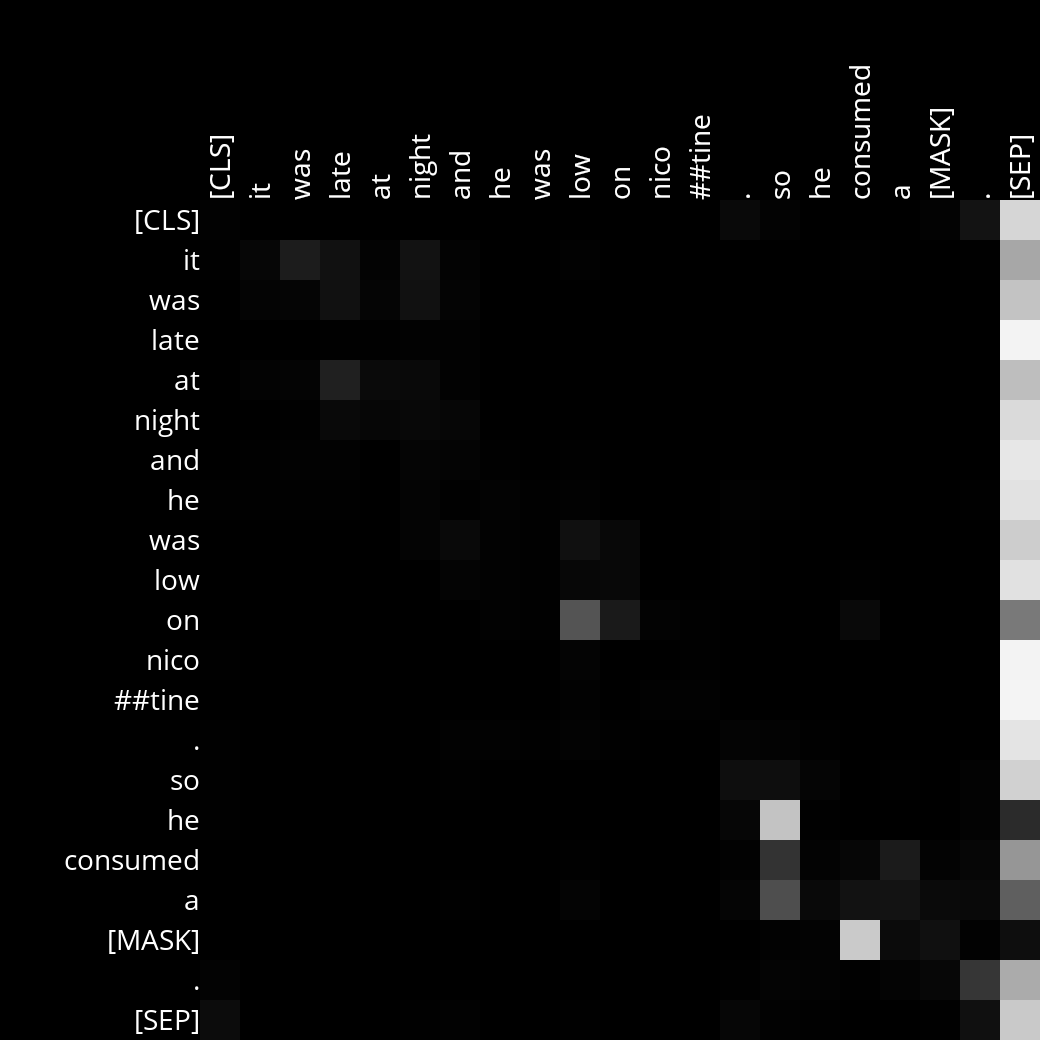 [CLS] it was late at night and he was low on nico ##tine . so he consumed a [MASK] . [SEP]
[CLS]
it
was
late
at
night
and
he
was
low
on
nico
##tine
.
so
he
consumed
a
[MASK]
.
[SEP]